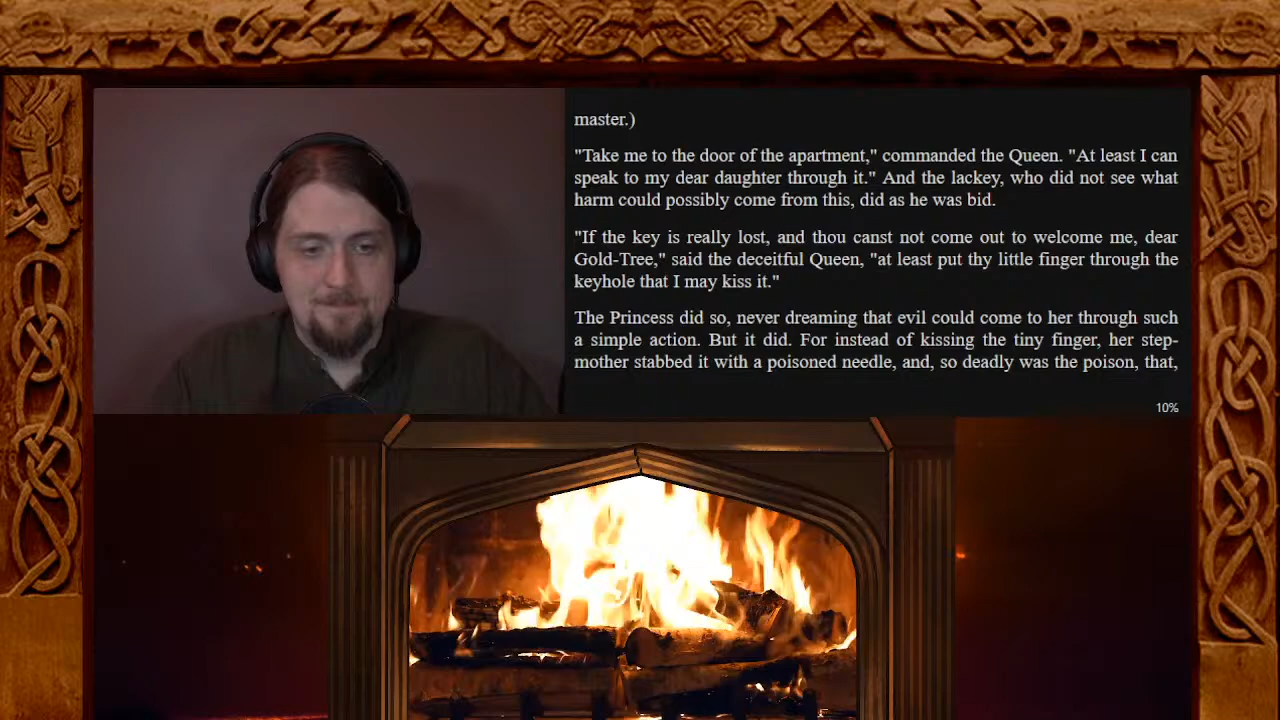 master.)
"Take me to the door of the apartment," commanded the Queen. "At least I can
speak to my dear daughter through it." And the lackey, who did not see what
harm could possibly come from this, did as he was bid.
"If the key is really lost, and thou canst not come out to welcome me, dear
Gold-Tree," said the deceitful Queen, "at least put thy little finger through the
keyhole that I may kiss it."
The Princess did so, never dreaming that evil could come to her through such
a simple action. But it did. For instead of kissing the tiny finger, her step-
mother stabbed it with a poisoned needle, and, so deadly was the poison, that,
10%